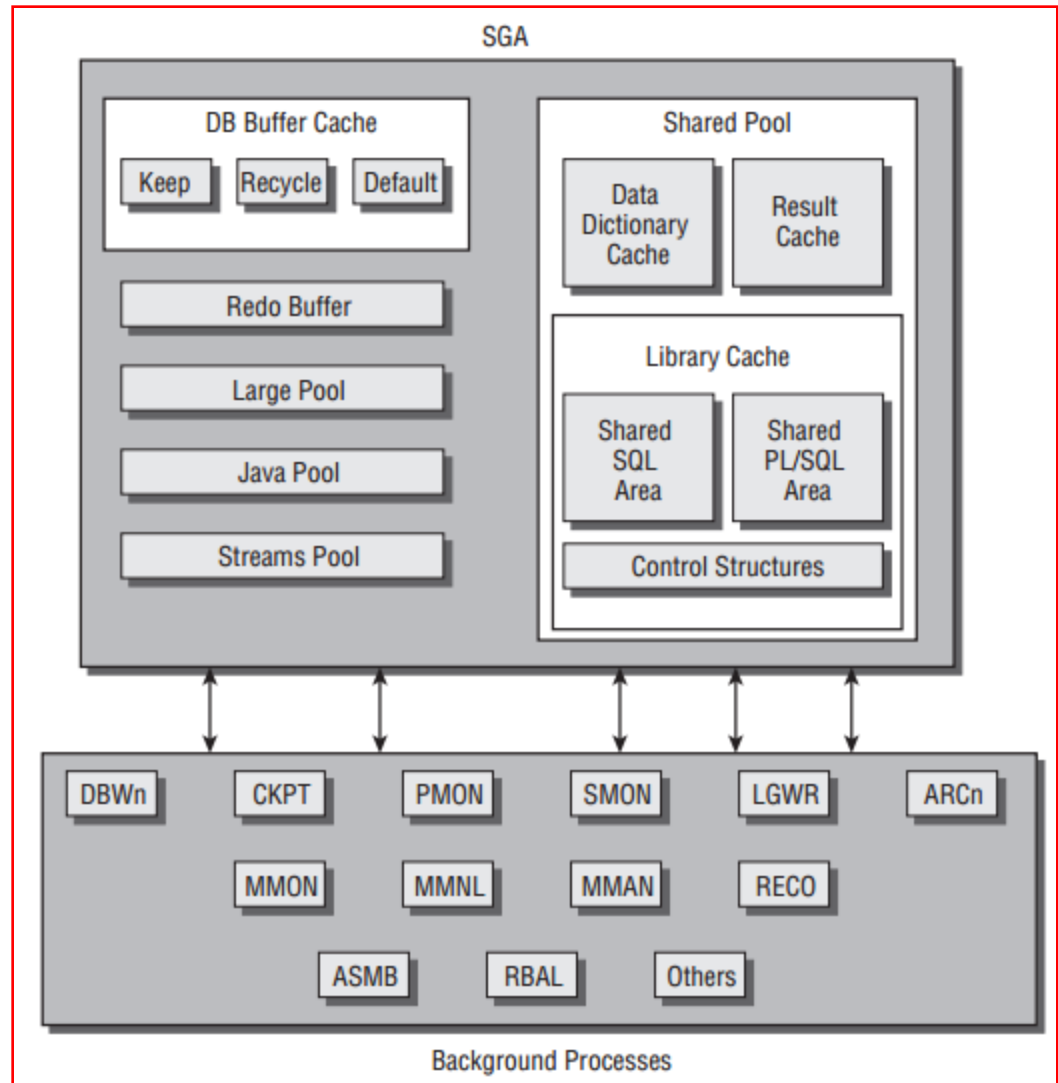 SGA
DB Buffer Cache
Keep
Recycle
Default
Redo Buffer
Large Pool
Java Pool
Streams Pool
Shared Pool
Data
Dictionary
Cache
Result
Cache
Library Cache
Shared
SQL
Area
Shared
PL/SQL
Area
Control Structures
DBWn
CKPT
PMON
SMON
LGWR
ARCn
MMON
MMNL
MMAN
RECO
ASMB
RBAL
Others
Background Processes